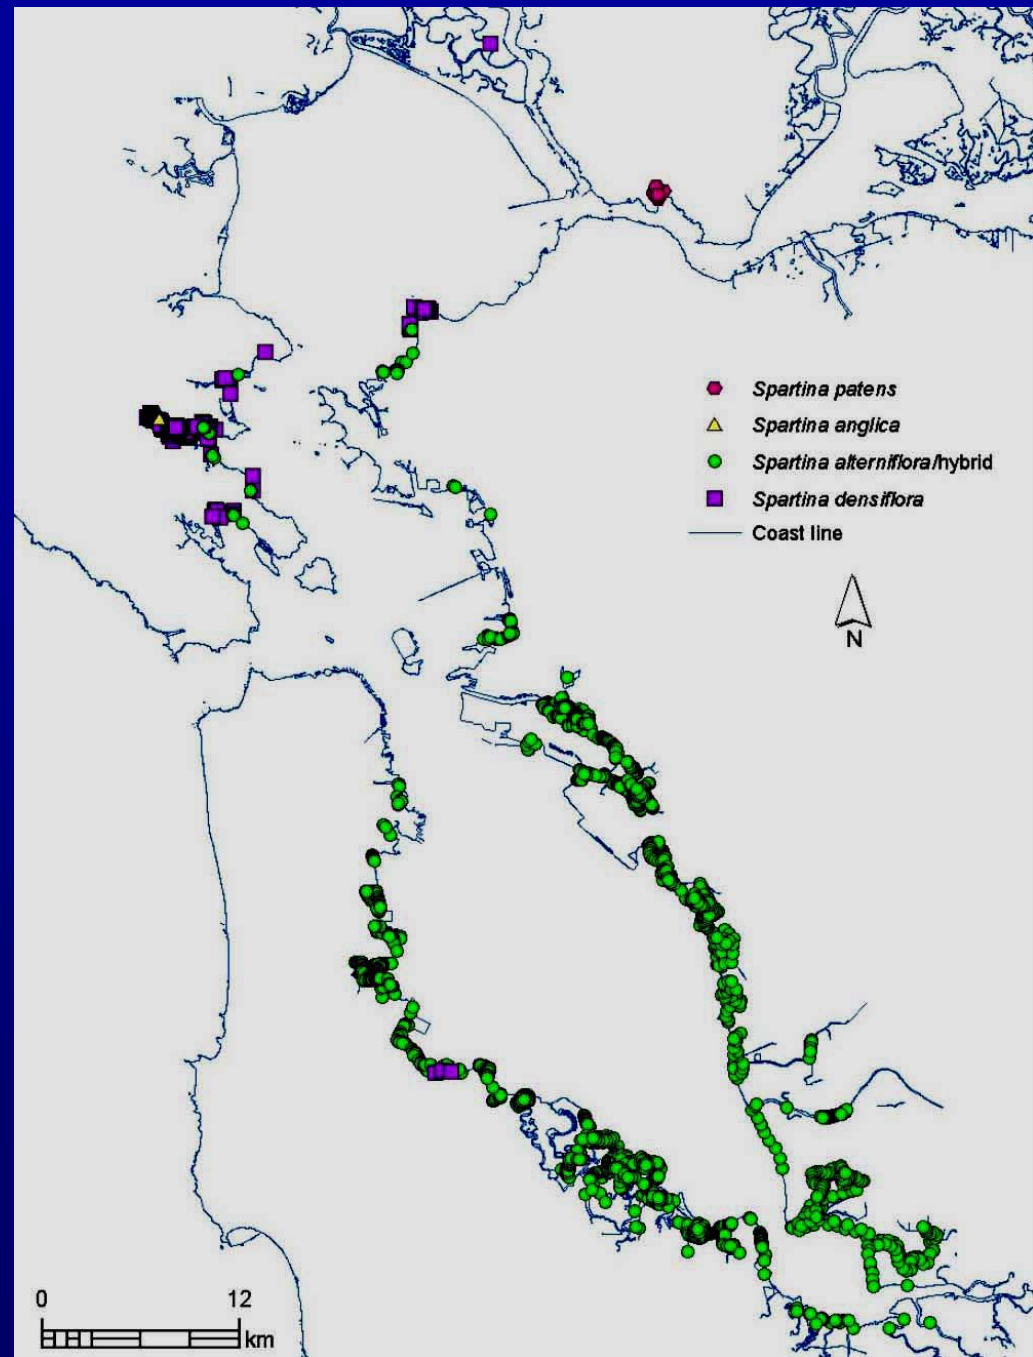 Spartina patens
Spartina anglica
Spartina alterniflora/hybrid
Spartina densiflora
Coast line
N
0 12
km